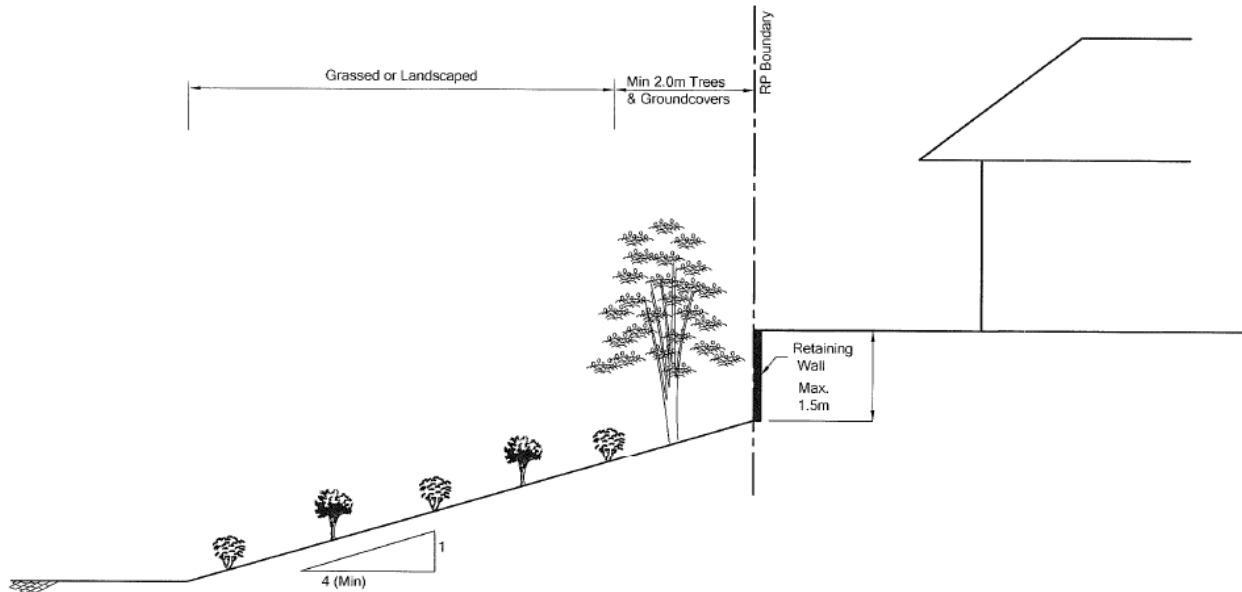 Grassed or Landscaped
Min 2.0m Trees
& Groundcovers
RP Boundary
Retaining
Wall
Max.
1.5m
1
4 (Min)